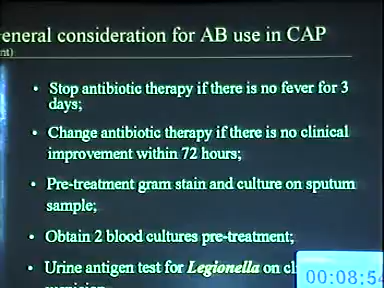 eneral consideration for AB use in CAP
nt)
• Stop antibiotic therapy if there is no fever for 3
days;
• Change antibiotic therapy if there is no clinical
improvement within 72 hours;
• Pre-treatment gram stain and culture on sputum
sample;
• Obtain 2 blood cultures pre-treatment;
• Urine antigen test for Legionella on cl
00:08:54